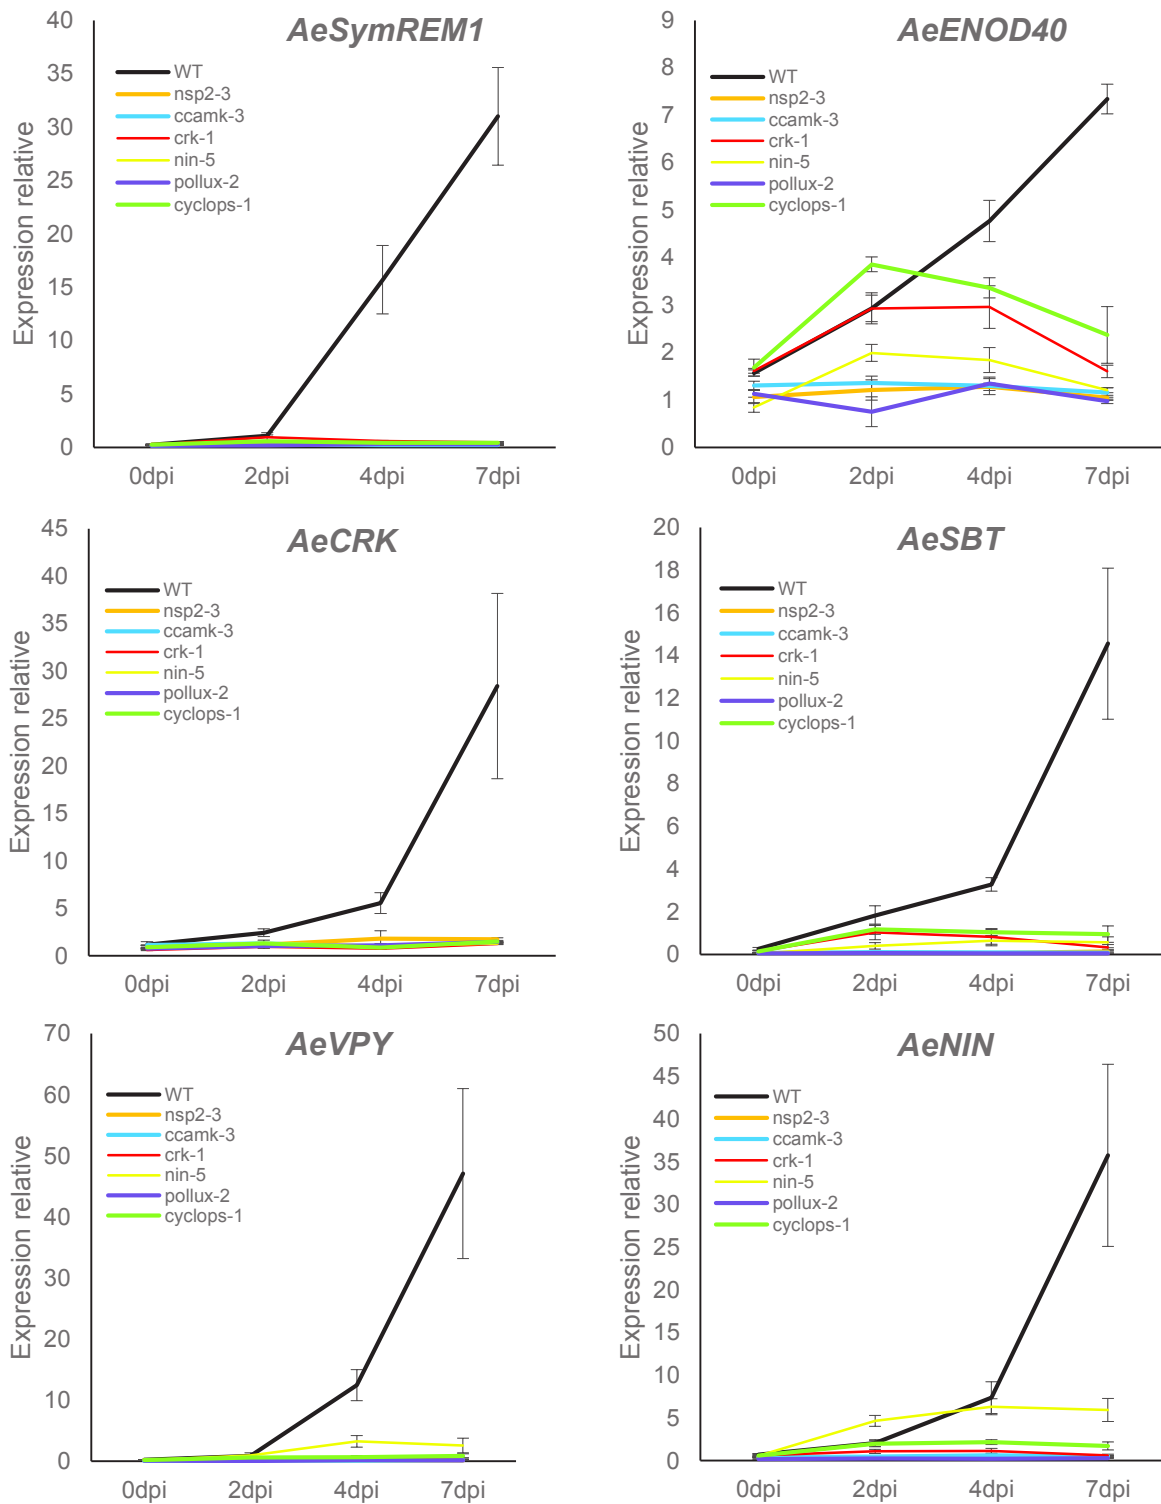 AeSymREM1
Expression relative
40
35
30
25
20
15
10
5
0
WT
nsp2-3
ccamk-3
crk-1
nin-5
pollux-2
cyclops-1
0dpi 2dpi 4dpi 7dpi
AeENOD40
Expression relative
9
8
7
6
5
4
3
2
1
0
WT
nsp2-3
ccamk-3
crk-1
nin-5
pollux-2
cyclops-1
0dpi 2dpi 4dpi 7dpi
AeCRK
Expression relative
45
40
35
30
25
20
15
10
5
0
WT
nsp2-3
ccamk-3
crk-1
nin-5
pollux-2
cyclops-1
0dpi 2dpi 4dpi 7dpi
AeSBT
Expression relative
20
18
16
14
12
10
8
6
4
2
0
WT
nsp2-3
ccamk-3
crk-1
nin-5
pollux-2
cyclops-1
0dpi 2dpi 4dpi 7dpi
AeVPY
Expression relative
70
60
50
40
30
20
10
0
WT
nsp2-3
ccamk-3
crk-1
nin-5
pollux-2
cyclops-1
0dpi 2dpi 4dpi 7dpi
AeNIN
Expression relative
50
45
40
35
30
25
20
15
10
5
0
WT
nsp2-3
ccamk-3
crk-1
nin-5
pollux-2
cyclops-1
0dpi 2dpi 4dpi 7dpi